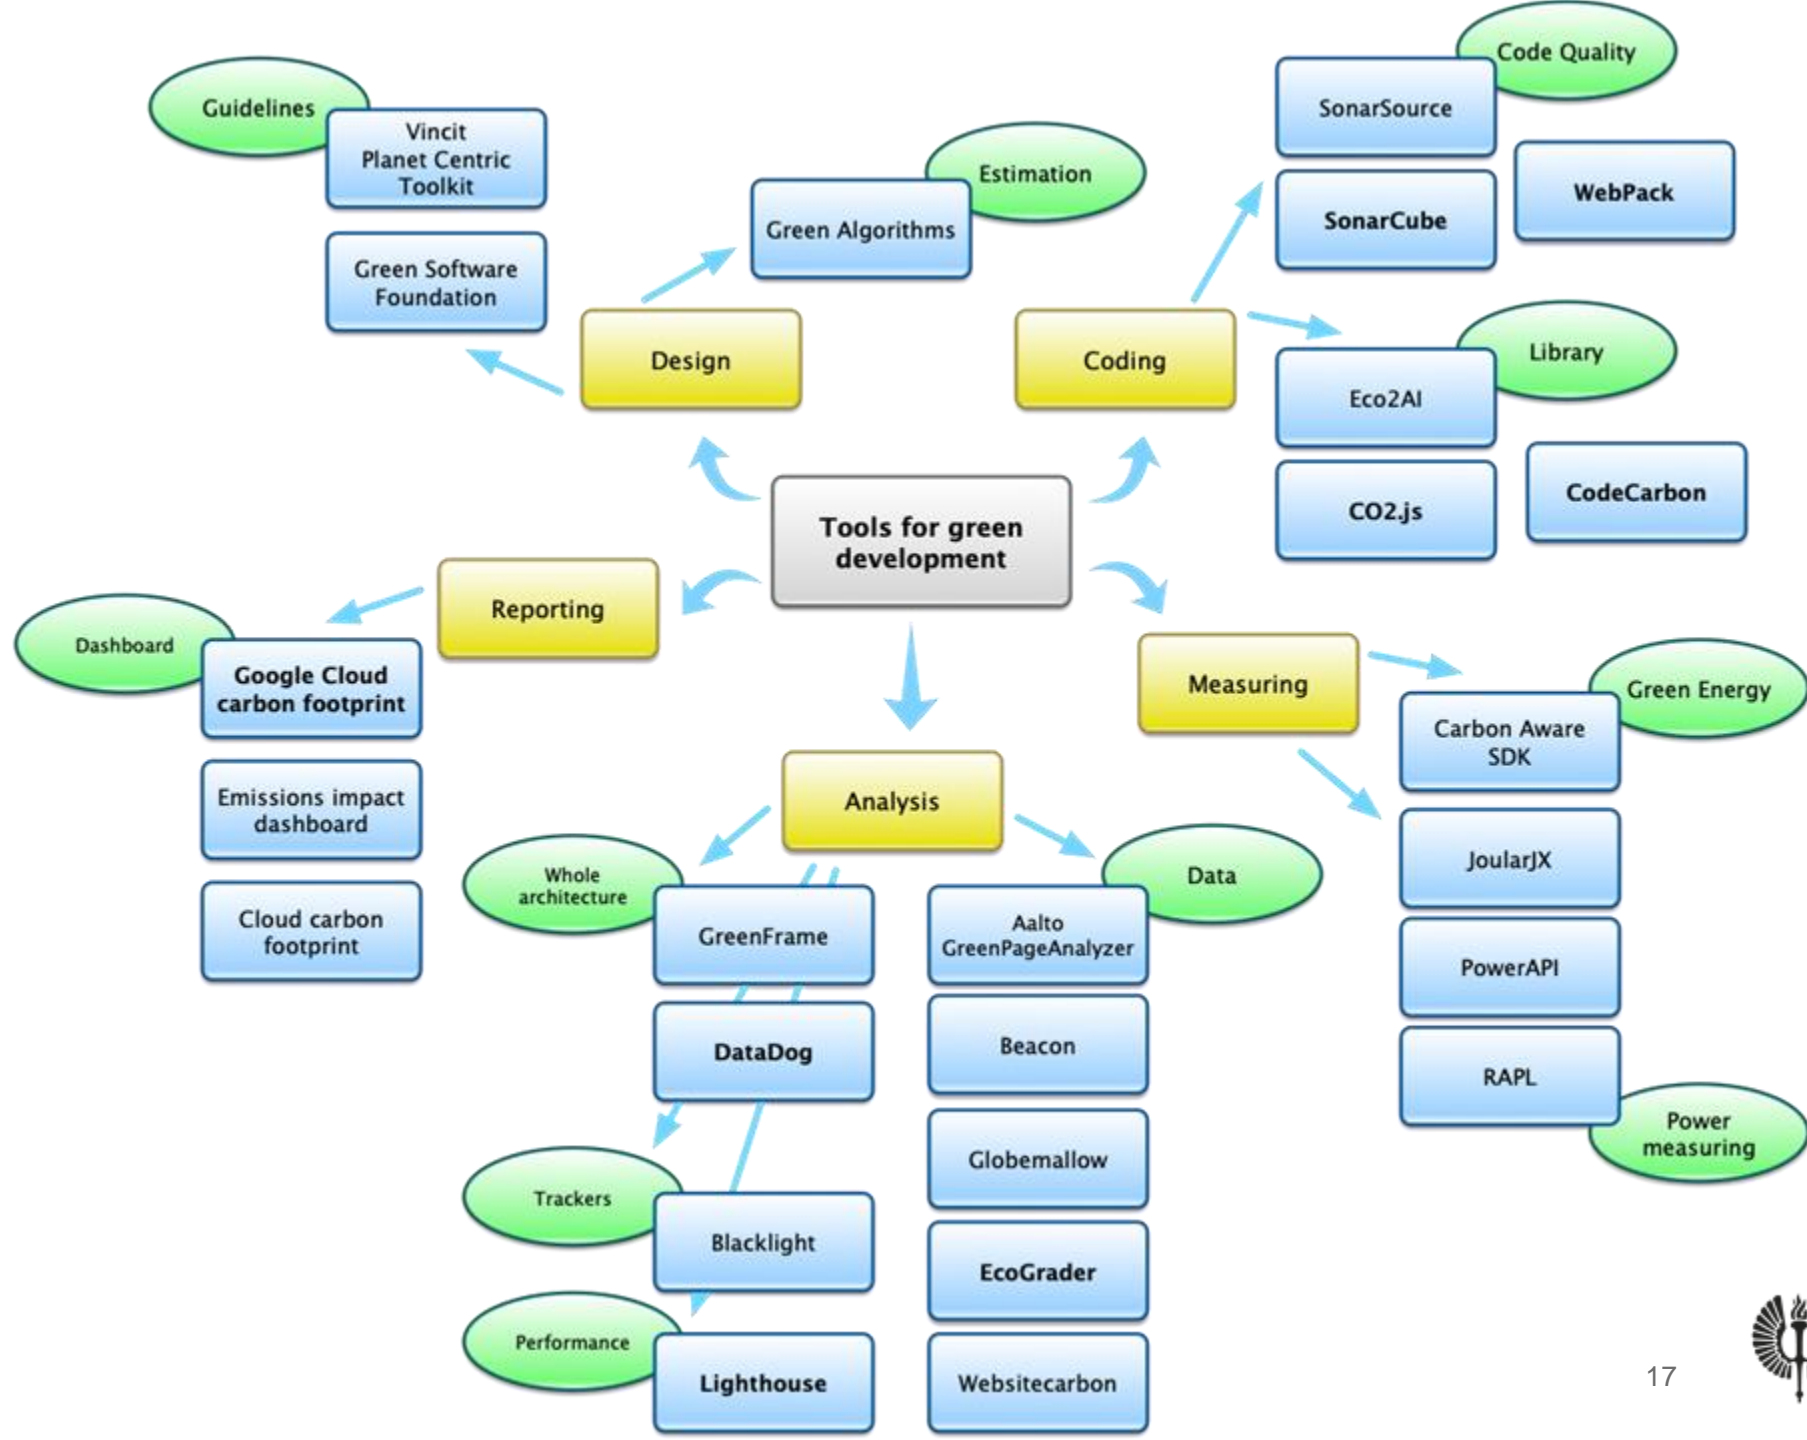 Code Quality
SonarSource
WebPack
SonarCube
Guidelines
Vincit
Planet Centric
Toolkit
Green Software
Foundation
Estimation
Green Algorithms
Design
Coding
Library
Eco2AI
CodeCarbon
CO2.js
Tools for green
development
Reporting
Dashboard
Google Cloud
carbon footprint
Emissions impact
dashboard
Cloud carbon
footprint
Measuring
Green Energy
Carbon Aware
SDK
JoularJX
PowerAPI
RAPL
Power
measuring
Analysis
Whole
architecture
GreenFrame
DataDog
Trackers
Blacklight
Performance
Lighthouse
Data
Aalto
GreenPageAnalyzer
Beacon
Globemallow
EcoGrader
Websitecarbon
17